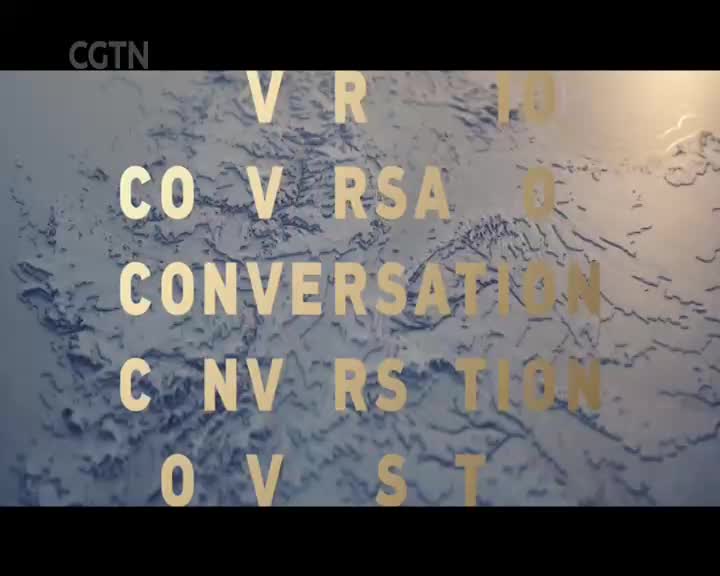 CGTN
V R IO
CO V RSA O
CONVERSATION
C NV RS TION
O V S T